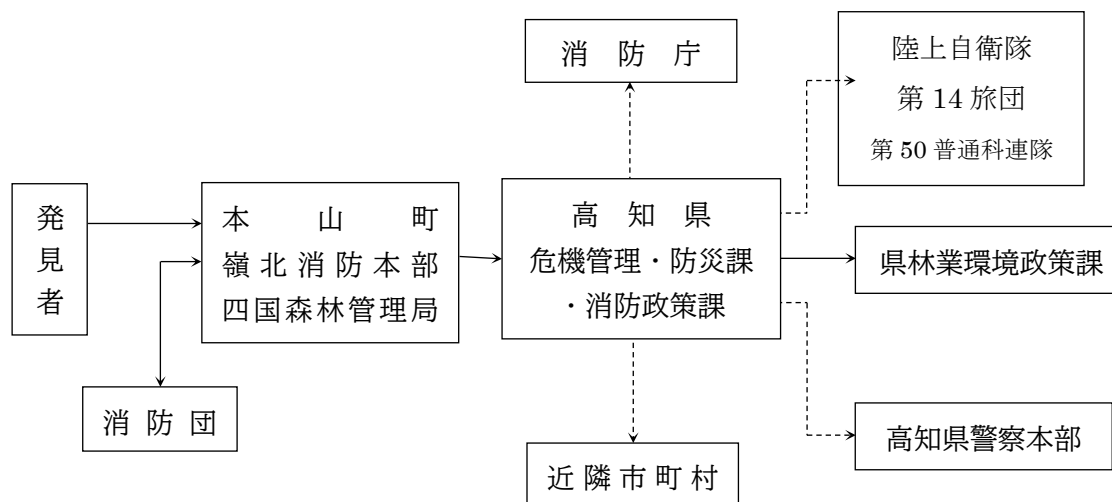 発見者
本山町
嶺北消防本部
四国森林管理局
消防団
消防庁
高知県
危機管理・防災課
・消防政策課
近隣市町村
陸上自衛隊
第 14 旅団
第 50 普通科連隊
県林業環境政策課
高知県警察本部